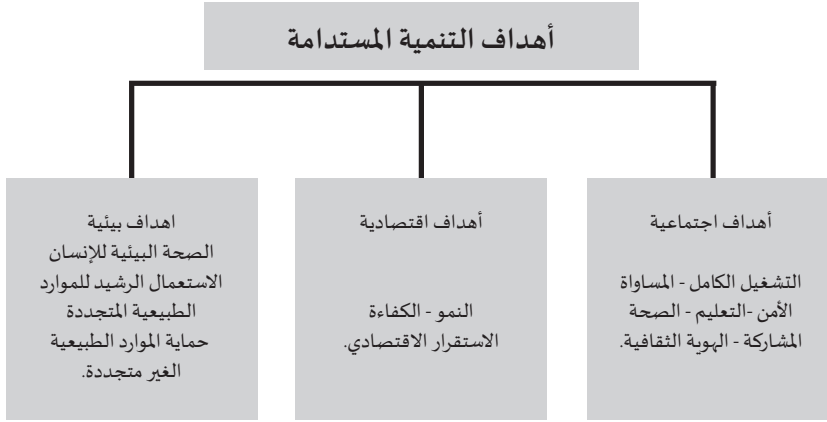 أهداف التنمية المستدامة
أهداف اجتماعية
التشغيل الكامل - المساواة
الأمن -التعليم - الصحة
المشاركة - الهوية الثقافية.
أهداف اقتصادية
النمو - الكفاءة
الاستقرار الاقتصادي.
اهداف بيئية
الصحة البيئية للإنسان
الاستعمال الرشيد للموارد
الطبيعية المتجددة
حماية الموارد الطبيعية
الغير متجددة.